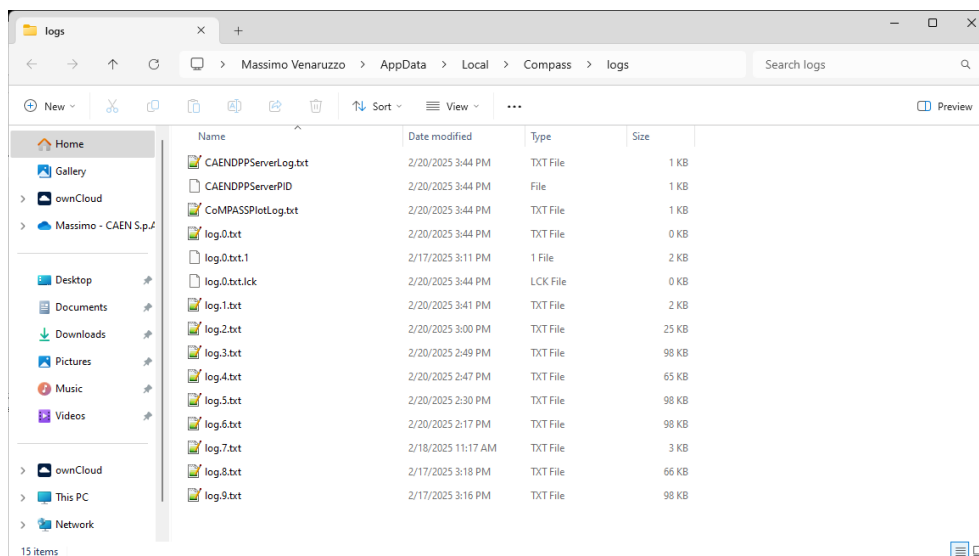 logs
Massimo Venaruzzo > AppData > Local > Compass > logs
Search logs
New
Sort
View
...
Preview
Home
Gallery
ownCloud
Massimo - CAEN S.p.A
Desktop
Documents
Downloads
Pictures
Music
Videos
ownCloud
This PC
Network
Name Date modified Type Size
CAENDPPServerLog.txt 2/20/2025 3:44 PM TXT File 1 KB
CAENDPPServerPID 2/20/2025 3:44 PM File 1 KB
CoMPASSPlotLog.txt 2/20/2025 3:44 PM TXT File 1 KB
log.0.txt 2/20/2025 3:44 PM TXT File 0 KB
log.0.txt.1 2/17/2025 3:11 PM 1 File 2 KB
log.0.txt.lck 2/20/2025 3:44 PM LCK File 0 KB
log.1.txt 2/20/2025 3:41 PM TXT File 2 KB
log.2.txt 2/20/2025 3:00 PM TXT File 25 KB
log.3.txt 2/20/2025 2:49 PM TXT File 98 KB
log.4.txt 2/20/2025 2:47 PM TXT File 65 KB
log.5.txt 2/20/2025 2:30 PM TXT File 98 KB
log.6.txt 2/20/2025 2:17 PM TXT File 98 KB
log.7.txt 2/18/2025 11:17 AM TXT File 3 KB
log.8.txt 2/17/2025 3:18 PM TXT File 66 KB
log.9.txt 2/17/2025 3:16 PM TXT File 98 KB
15 items